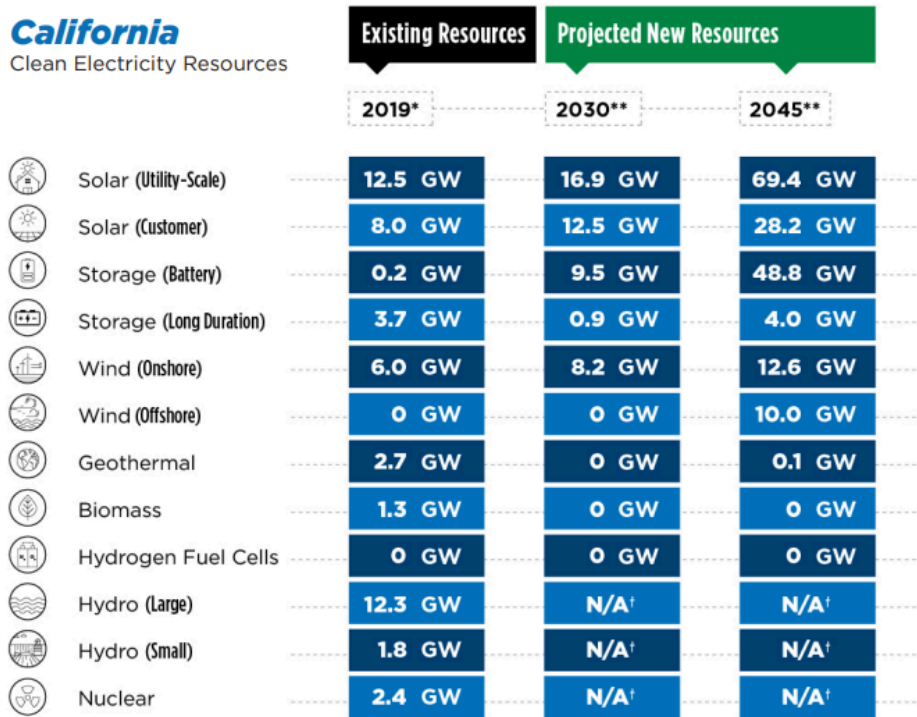 California
Clean Electricity Resources
Existing Resources
Projected New Resources
2019*
2030**
2045**
Solar (Utility-Scale) 12.5 GW 16.9 GW 69.4 GW
Solar (Customer) 8.0 GW 12.5 GW 28.2 GW
Storage (Battery) 0.2 GW 9.5 GW 48.8 GW
Storage (Long Duration) 3.7 GW 0.9 GW 4.0 GW
Wind (Onshore) 6.0 GW 8.2 GW 12.6 GW
Wind (Offshore) 0 GW 0 GW 10.0 GW
Geothermal 2.7 GW 0 GW 0.1 GW
Biomass 1.3 GW 0 GW 0 GW
Hydrogen Fuel Cells 0 GW 0 GW 0 GW
Hydro (Large) 12.3 GW N/A† N/A†
Hydro (Small) 1.8 GW N/A† N/A†
Nuclear 2.4 GW N/A† N/A†